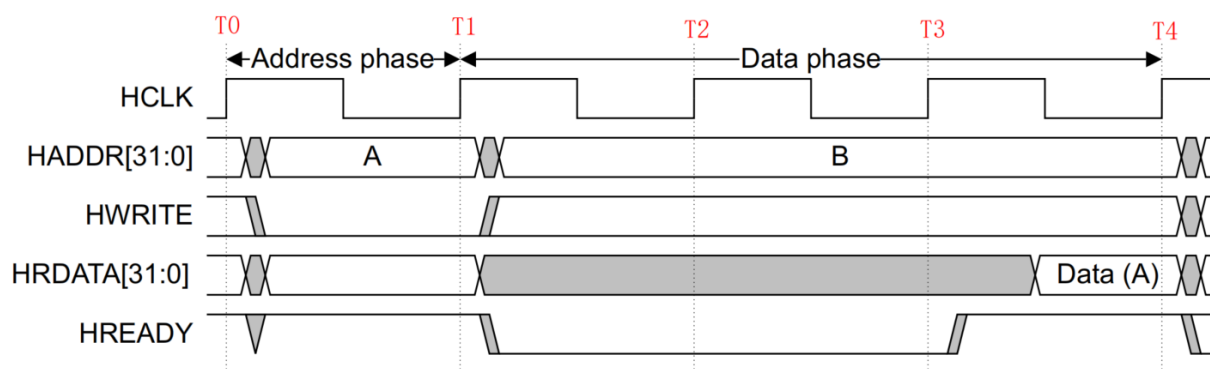 T0 T1 T2 T3 T4
Address phase Data phase
HCLK
HADDR[31:0] A B
HWRITE
HRDATA[31:0] Data (A)
HREADY